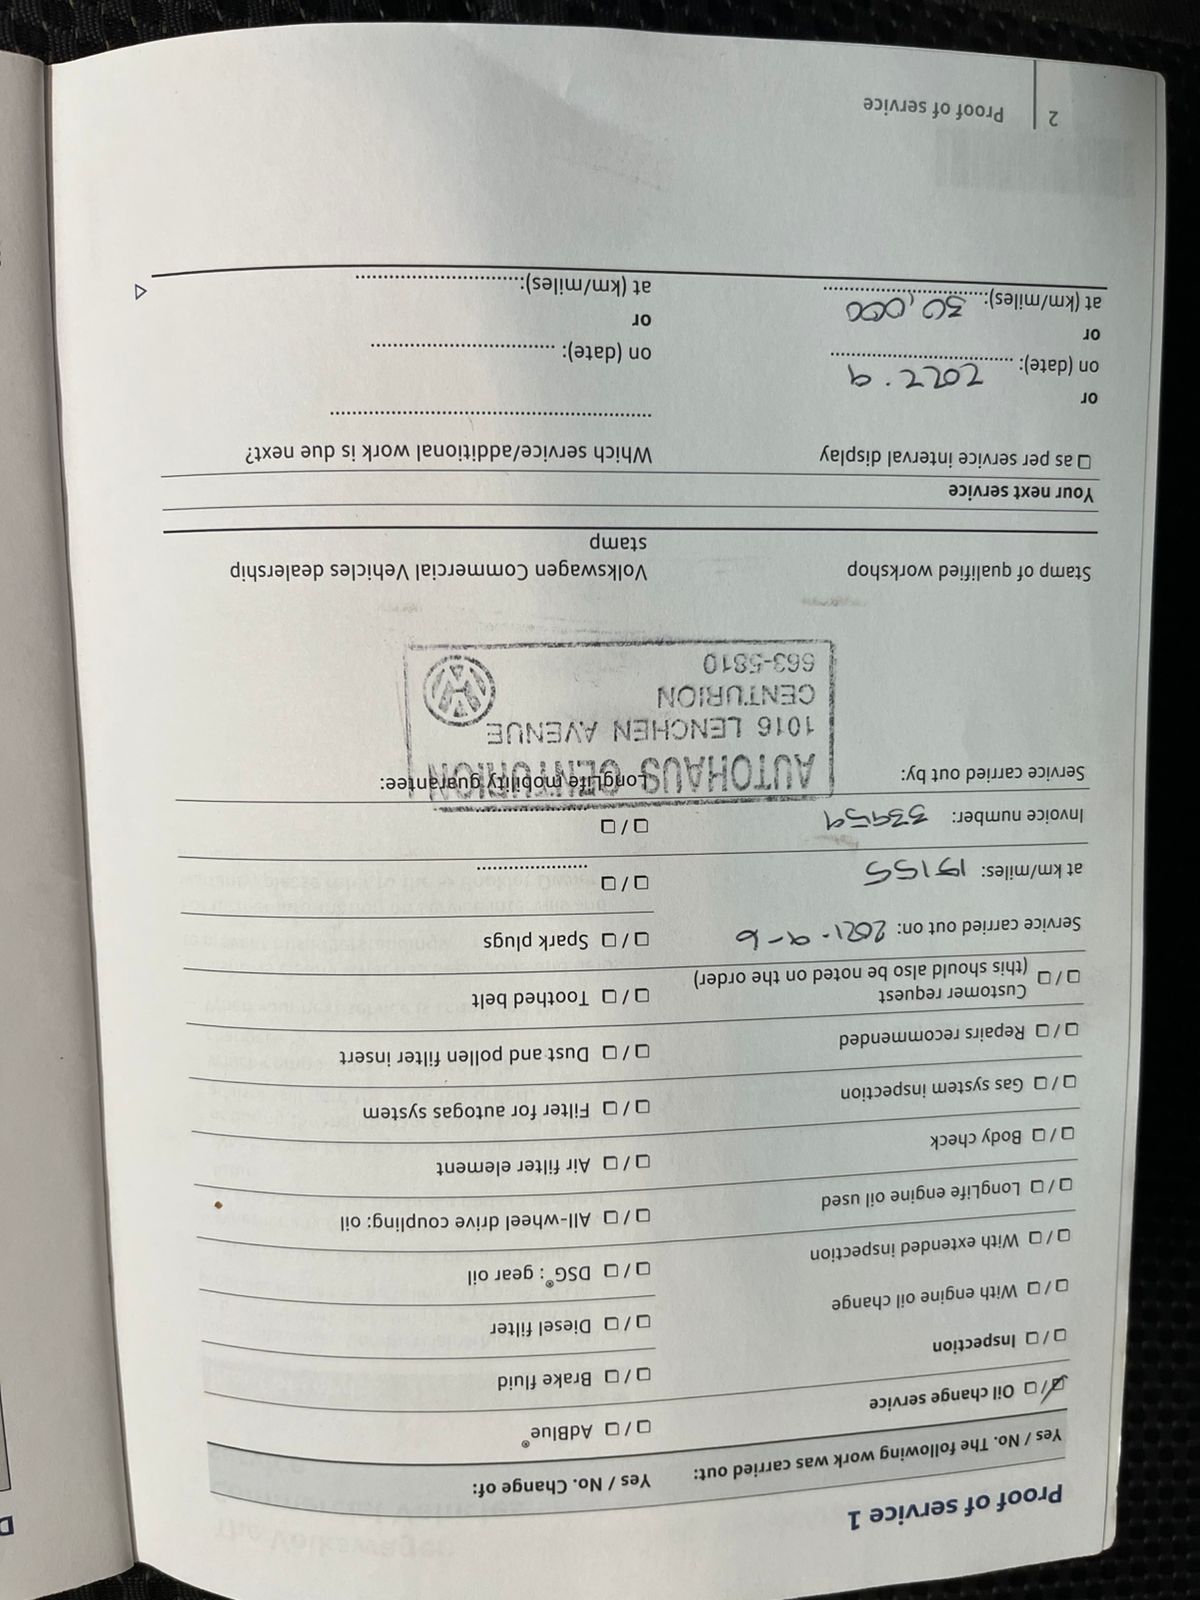 Proof of service 1
Yes / No. The following work was carried out:
☑/☐ Oil change service
☐/☐ Inspection
☐/☐ With engine oil change
☐/☐ With extended inspection
☐/☐ LongLife engine oil used
☐/☐ Body check
☐/☐ Gas system inspection
☐/☐ Repairs recommended
☐/☐ Customer request
(this should also be noted on the order)
Service carried out on: 2021-9-6
at km/miles: 15155
Invoice number: 33959
Service carried out by:
Yes / No. Change of:
☐/☐ AdBlue®
☐/☐ Brake fluid
☐/☐ Diesel filter
☐/☐ DSG®: gear oil
☐/☐ All-wheel drive coupling: oil
☐/☐ Air filter element
☐/☐ Filter for autogas system
☐/☐ Dust and pollen filter insert
☐/☐ Toothed belt
☐/☐ Spark plugs
☐/☐
☐/☐
LongLife mobility guarantee:
AUTOHAUS CENTURION
1016 LENCHEN AVENUE
CENTURION
663-5810
Stamp of qualified workshop
Volkswagen Commercial Vehicles dealership
stamp
Your next service
☐ as per service interval display
or
on (date): 2022.9
or
at (km/miles): 30,000
Which service/additional work is due next?
on (date):
or
at (km/miles):
2 | Proof of service